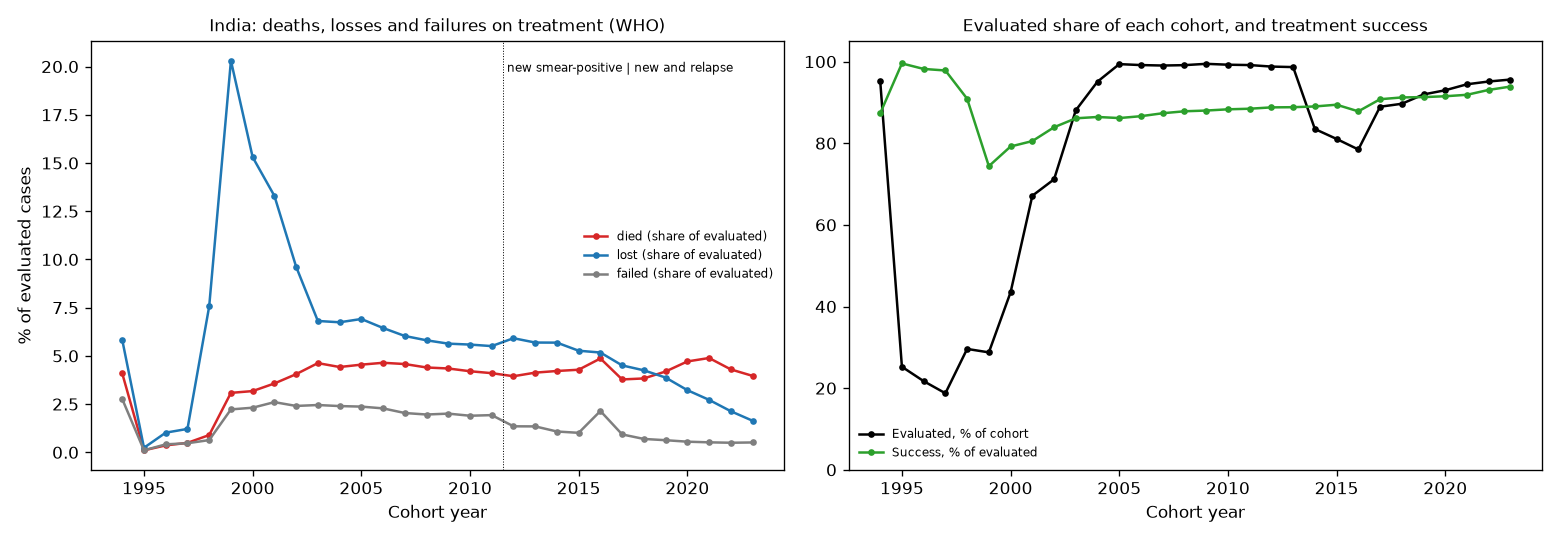 India: deaths, losses and failures on treatment (WHO)
% of evaluated cases
20.0
17.5
15.0
12.5
10.0
7.5
5.0
2.5
0.0
new smear-positive | new and relapse
died (share of evaluated)
lost (share of evaluated)
failed (share of evaluated)
1995 2000 2005 2010 2015 2020
Cohort year
Evaluated share of each cohort, and treatment success
100
80
60
40
20
0
Evaluated, % of cohort
Success, % of evaluated
1995 2000 2005 2010 2015 2020
Cohort year